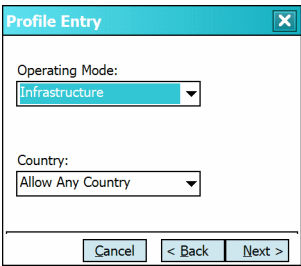 Profile Entry
Operating Mode:
Infrastructure
Country:
Allow Any Country
Cancel < Back Next >